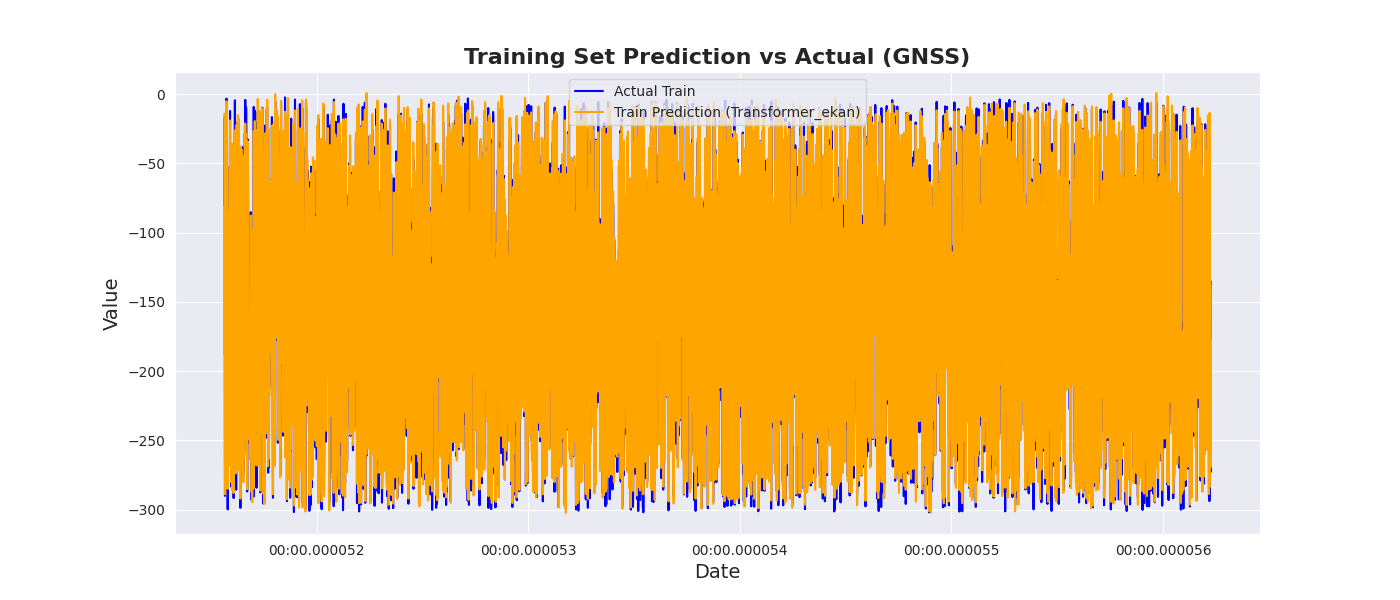 Training Set Prediction vs Actual (GNSS)
Actual Train
Train Prediction (Transformer_ekan)
Value
0
−50
−100
−150
−200
−250
−300
00:00.000052 00:00.000053 00:00.000054 00:00.000055 00:00.000056
Date